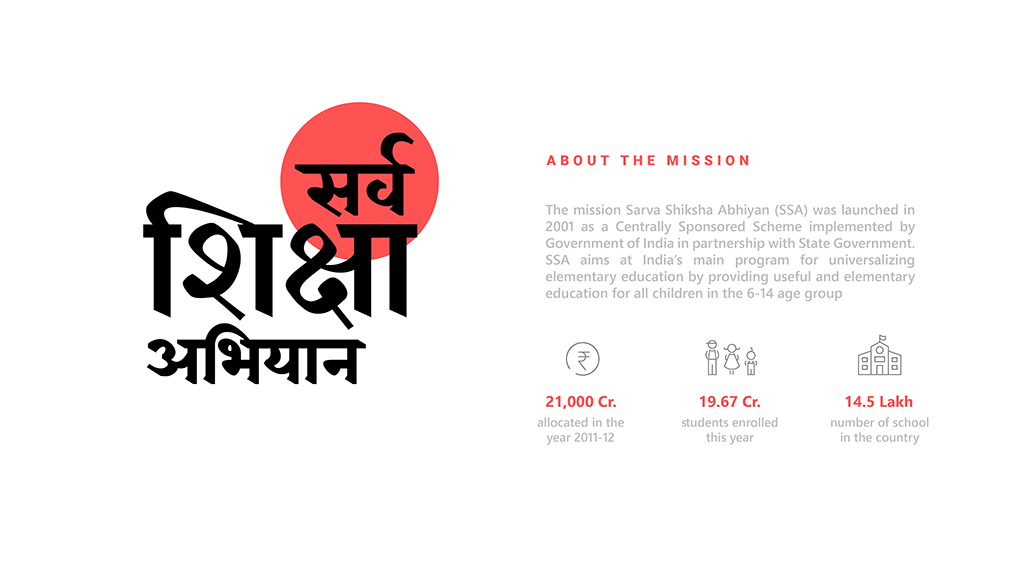 सर्व
शिक्षा
अभियान
ABOUT THE MISSION
The mission Sarva Shiksha Abhiyan (SSA) was launched in
2001 as a Centrally Sponsored Scheme implemented by
Government of India in partnership with State Government.
SSA aims at India's main program for universalizing
elementary education by providing useful and elementary
education for all children in the 6-14 age group
21,000 Cr.
allocated in the
year 2011-12
19.67 Cr.
students enrolled
this year
14.5 Lakh
number of school
in the country